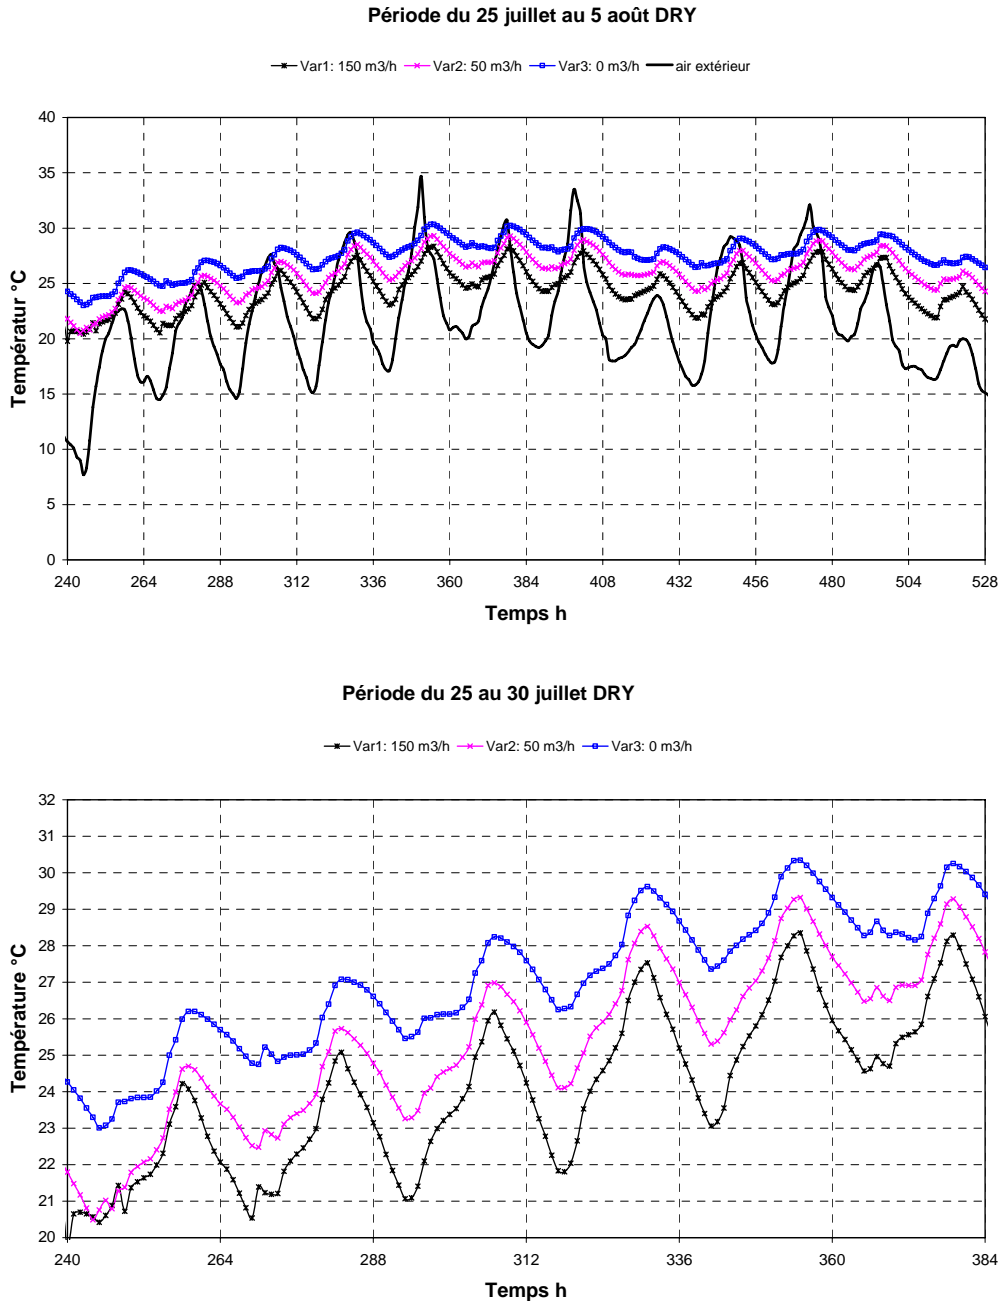 Période du 25 juillet au 5 août DRY
Var1: 150 m3/h Var2: 50 m3/h Var3: 0 m3/h air extérieur
Températur °C
40
35
30
25
20
15
10
5
0
240 264 288 312 336 360 384 408 432 456 480 504 528
Temps h
Période du 25 au 30 juillet DRY
Var1: 150 m3/h Var2: 50 m3/h Var3: 0 m3/h
Température °C
32
31
30
29
28
27
26
25
24
23
22
21
20
240 264 288 312 336 360 384
Temps h